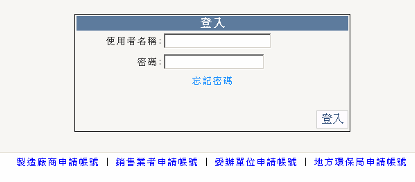 登入
使用者名稱:
密碼:
忘記密碼
登入
製造廠商申請帳號 | 銷售業者申請帳號 | 委辦單位申請帳號 | 地方環保局申請帳號